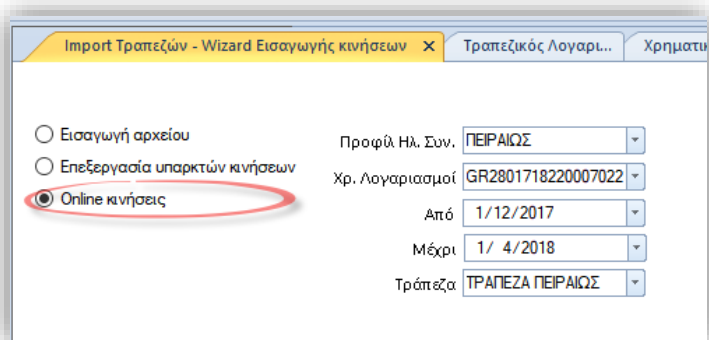 Import Τραπεζών - Wizard Εισαγωγής κινήσεων X Τραπεζικός Λογαρι... Χρηματικ
Εισαγωγή αρχείου
Επεξεργασία υπαρκτών κινήσεων
Online κινήσεις
Προφίλ Ηλ. Συν. ΠΕΙΡΑΙΩΣ
Χρ. Λογαριασμοί GR2801718220007022
Από 1/12/2017
Μέχρι 1/ 4/2018
Τράπεζα ΤΡΑΠΕΖΑ ΠΕΙΡΑΙΩΣ